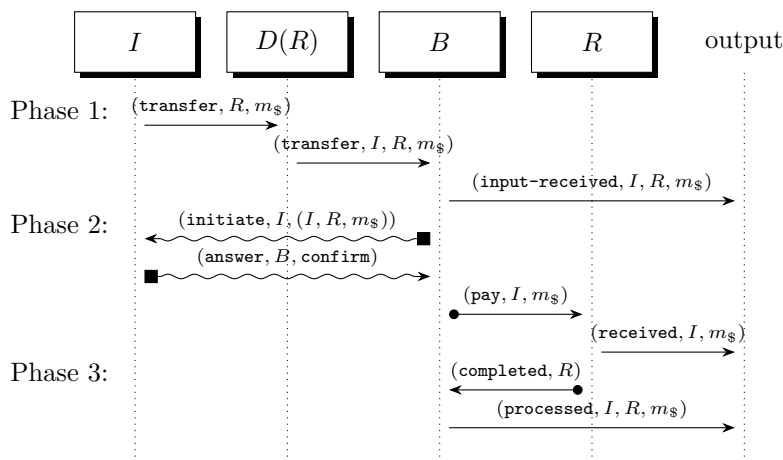 I D(R) B R output
Phase 1: (transfer, R, m$)
(transfer, I, R, m$)
(input-received, I, R, m$)
Phase 2: (initiate, I, (I, R, m$))
(answer, B, confirm)
(pay, I, m$)
(received, I, m$)
Phase 3: (completed, R)
(processed, I, R, m$)